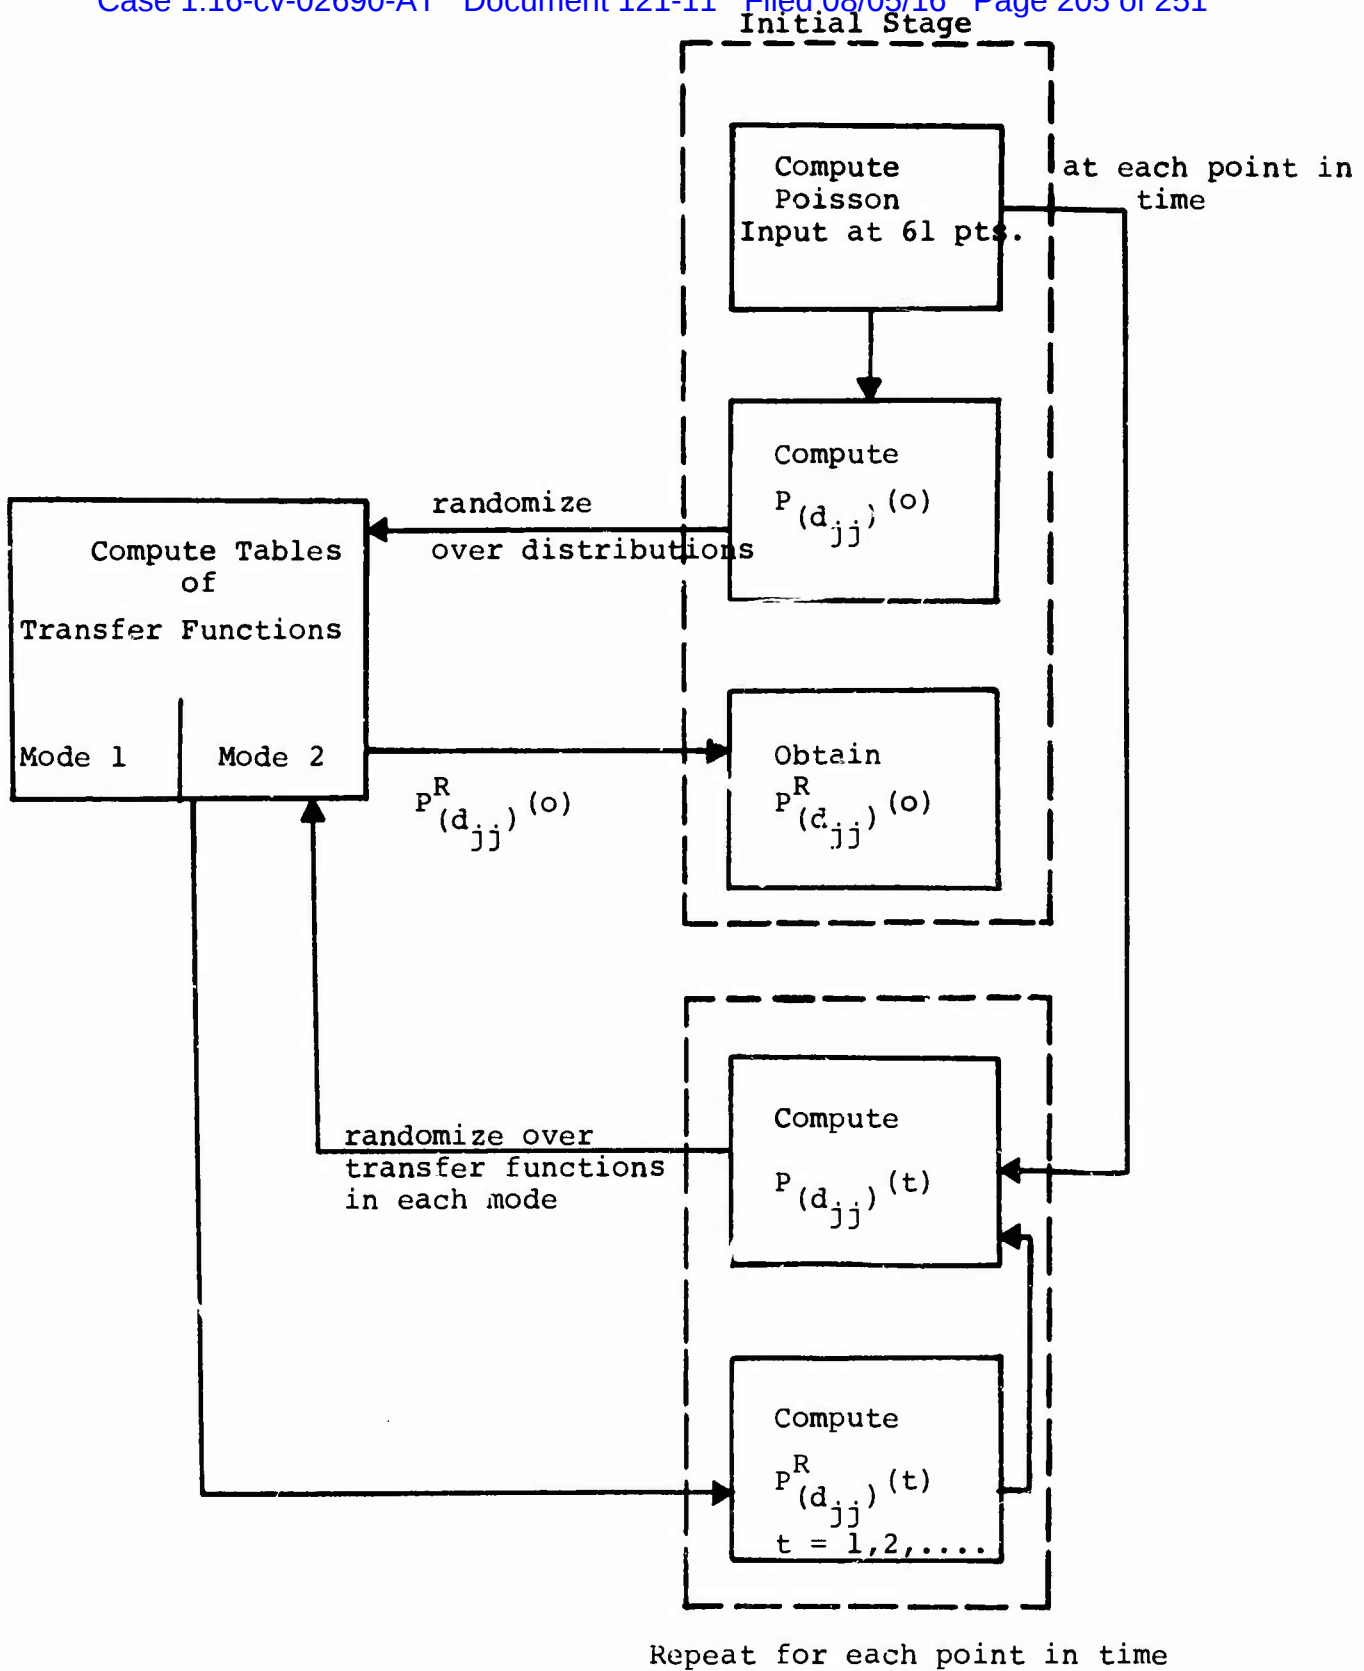 Case 1:16-cv-02690-AT Document 121-11 Filed 08/05/16 Page 205 of 251
Initial Stage
Compute
Poisson
Input at 61 pts.
at each point in
time
Compute
P(djj)(o)
randomize
over distributions
Compute Tables
of
Transfer Functions
Mode 1
Mode 2
P^R(djj)(o)
Obtain
P^R(djj)(o)
Compute
P(djj)(t)
randomize over
transfer functions
in each mode
Compute
P^R(djj)(t)
t = 1,2,....
Repeat for each point in time